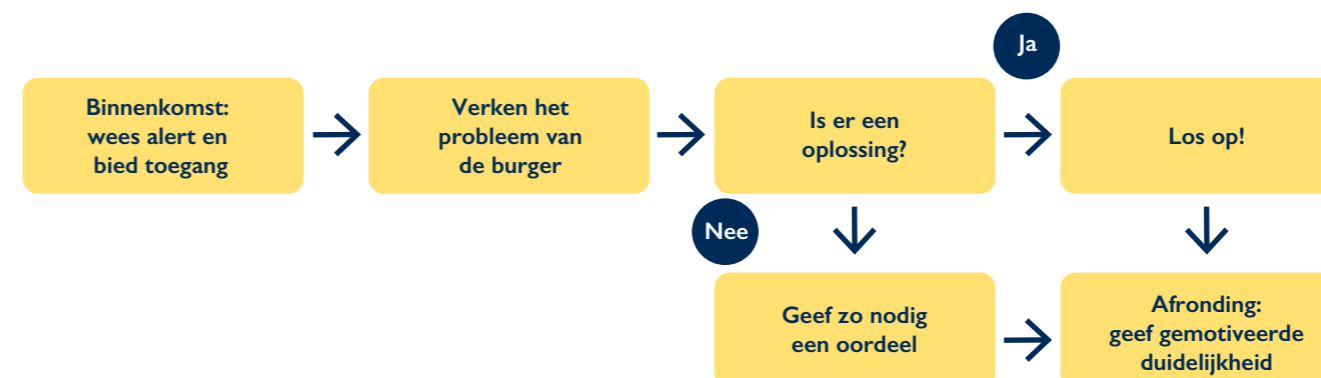 Ja
Binnenkomst:
wees alert en
bied toegang
Verken het
probleem van
de burger
Is er een
oplossing?
Los op!
Nee
Geef zo nodig
een oordeel
Afronding:
geef gemotiveerde
duidelijkheid